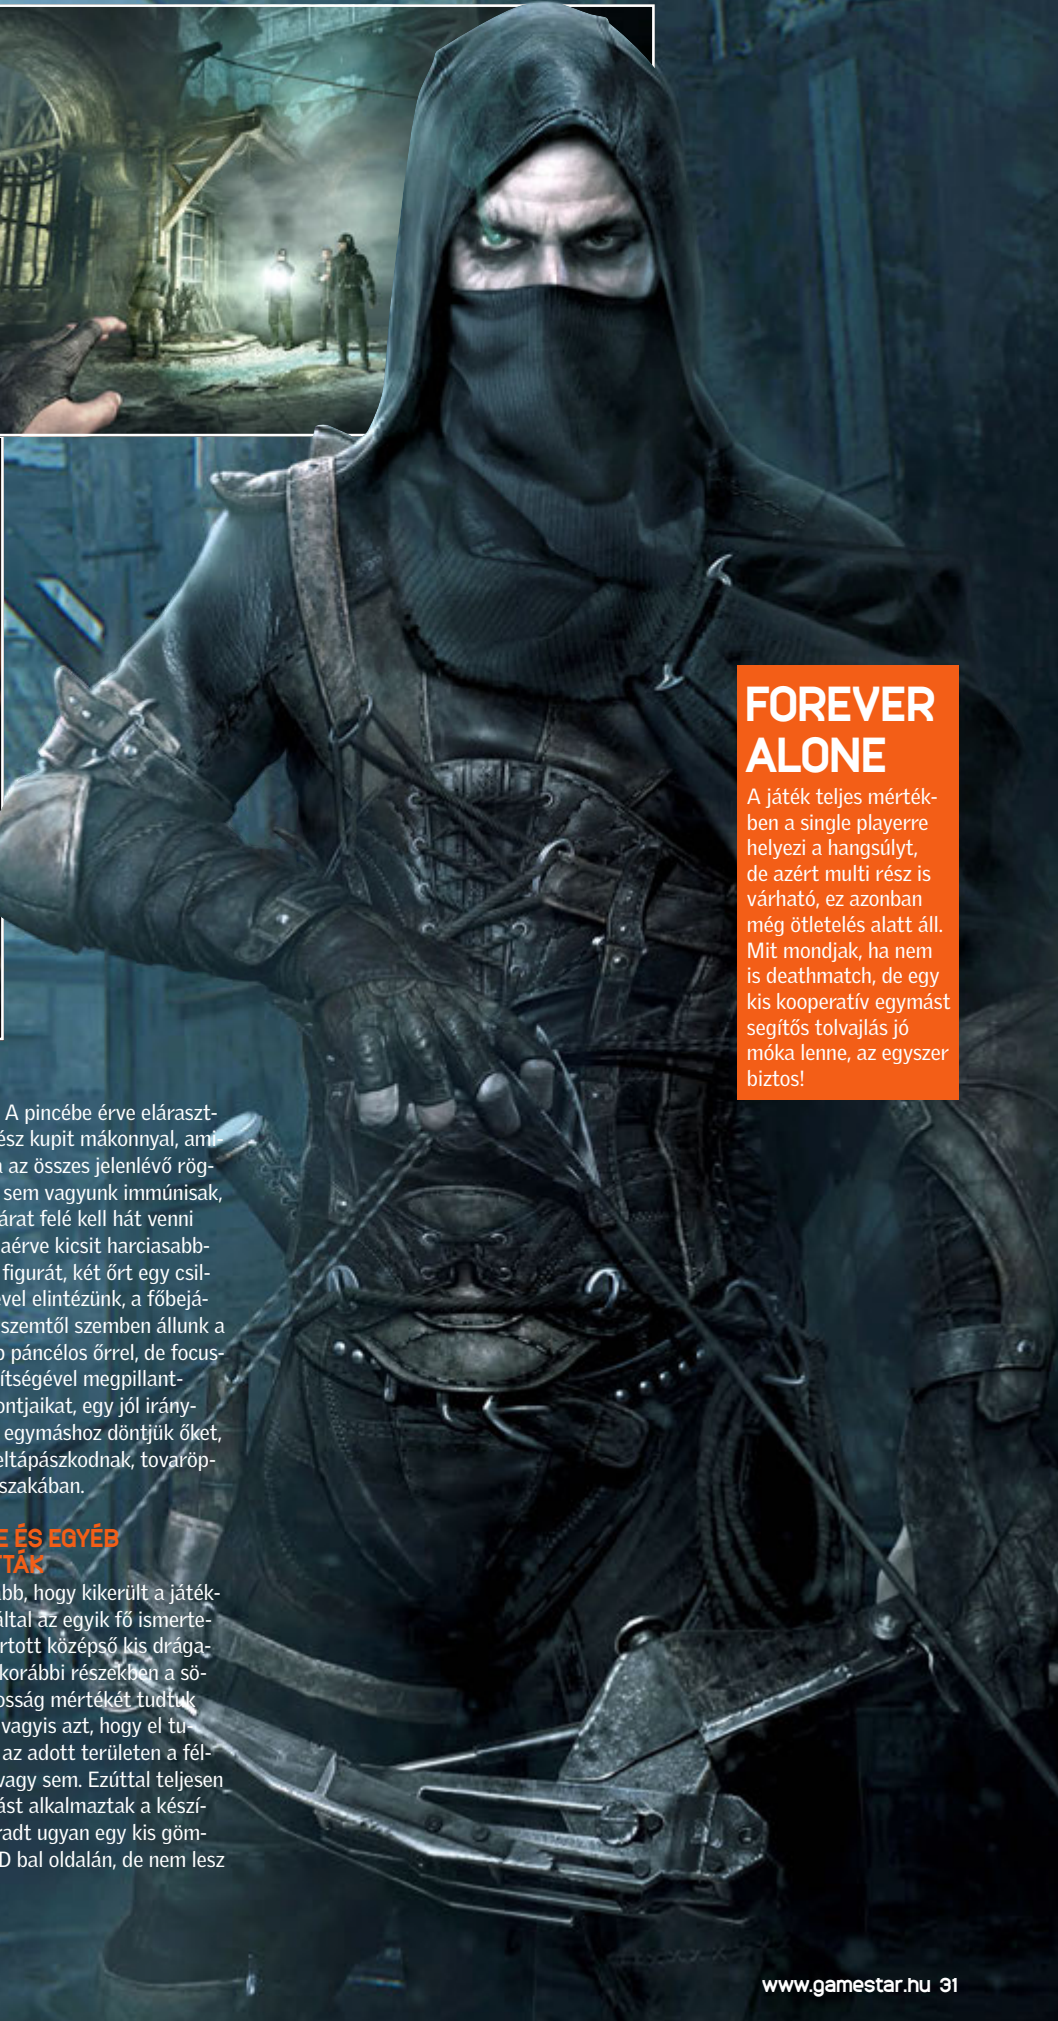 FOREVER
ALONE
A játék teljes mérték-
ben a single playerre
helyezi a hangsúlyt,
de azért multi rész is
várható, ez azonban
még ötletelés alatt áll.
Mit mondjak, ha nem
is deathmatch, de egy
kis kooperatív egymást
segítős tolvajlás jó
móka lenne, az egyszer
biztos!
A pincébe érve eláraszt-
ész kupit mákonnyal, ami-
az összes jelenlévő rög-
sem vagyunk immúnisak,
árat felé kell hát venni
aérve kicsit harciasabb-
figurát, két őrt egy csil-
vel elintézünk, a főbejá-
szemtől szemben állunk a
páncélos őrrel, de focus-
ítségével megpillant-
ontjaikat, egy jól irány-
egymáshoz döntjük őket,
eltápászkodnak, tovaröp-
szakában.
E ÉS EGYÉB
TTÁK
bb, hogy kikerült a játék-
által az egyik fő ismerte-
rtott középső kis drága-
korábbi részekben a sö-
osság mértékét tudtuk
vagyis azt, hogy el tu-
az adott területen a fél-
vagy sem. Ezúttal teljesen
ást alkalmaztak a készí-
radt ugyan egy kis göm-
D bal oldalán, de nem lesz
www.gamestar.hu 31